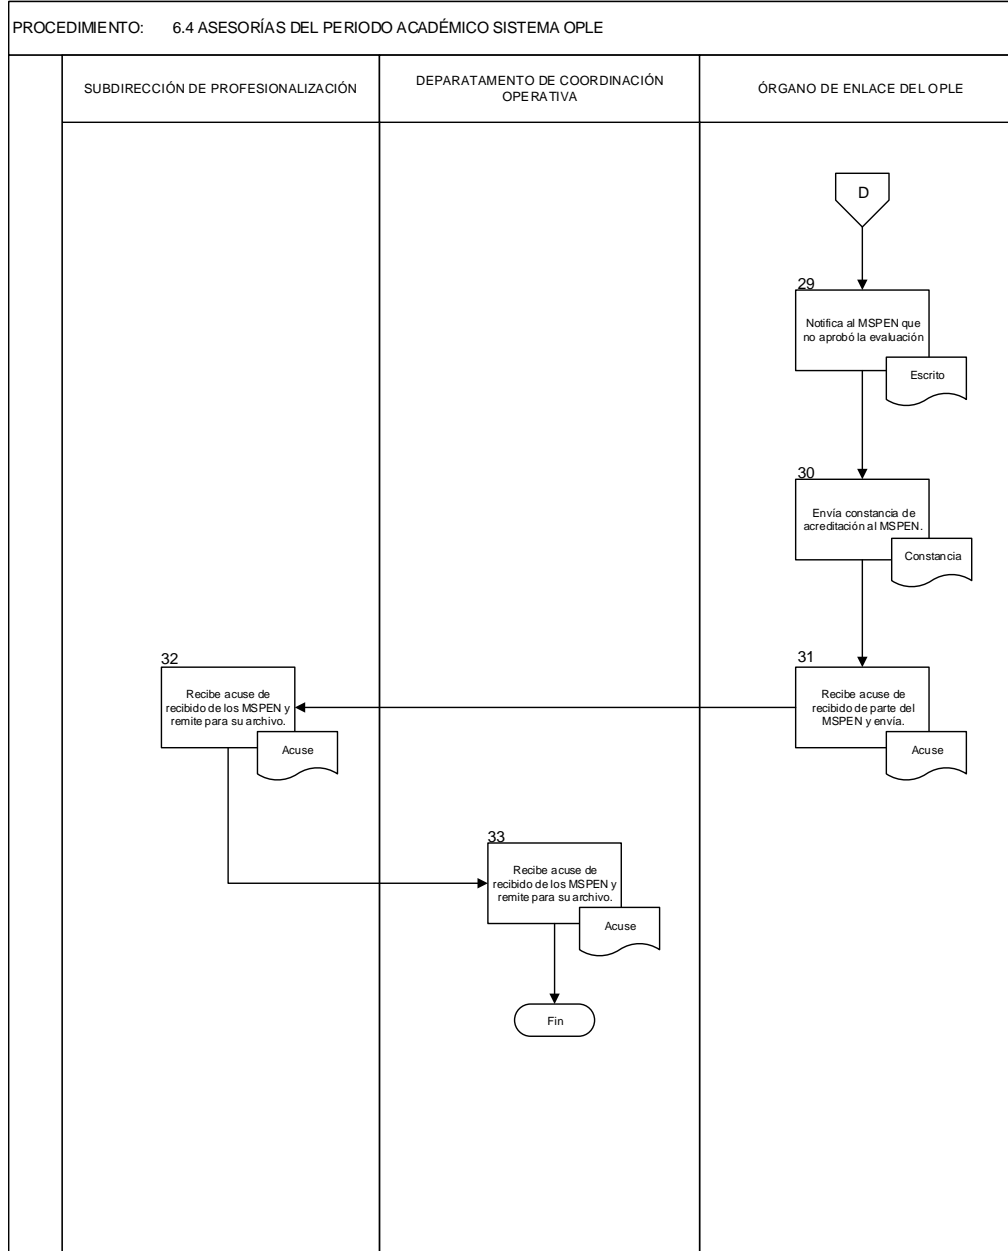 PROCEDIMIENTO: 6.4 ASESORÍAS DEL PERIODO ACADÉMICO SISTEMA OPLE
SUBDIRECCIÓN DE PROFESIONALIZACIÓN
DEPARATAMENTO DE COORDINACIÓN
OPERATIVA
ÓRGANO DE ENLACE DEL OPLE
D
29
Notifica al MSPEN que
no aprobó la evaluación
Escrito
30
Envía constancia de
acreditación al MSPEN.
Constancia
31
Recibe acuse de
recibido de parte del
MSPEN y envía.
Acuse
32
Recibe acuse de
recibido de los MSPEN y
remite para su archivo.
Acuse
33
Recibe acuse de
recibido de los MSPEN y
remite para su archivo.
Acuse
Fin